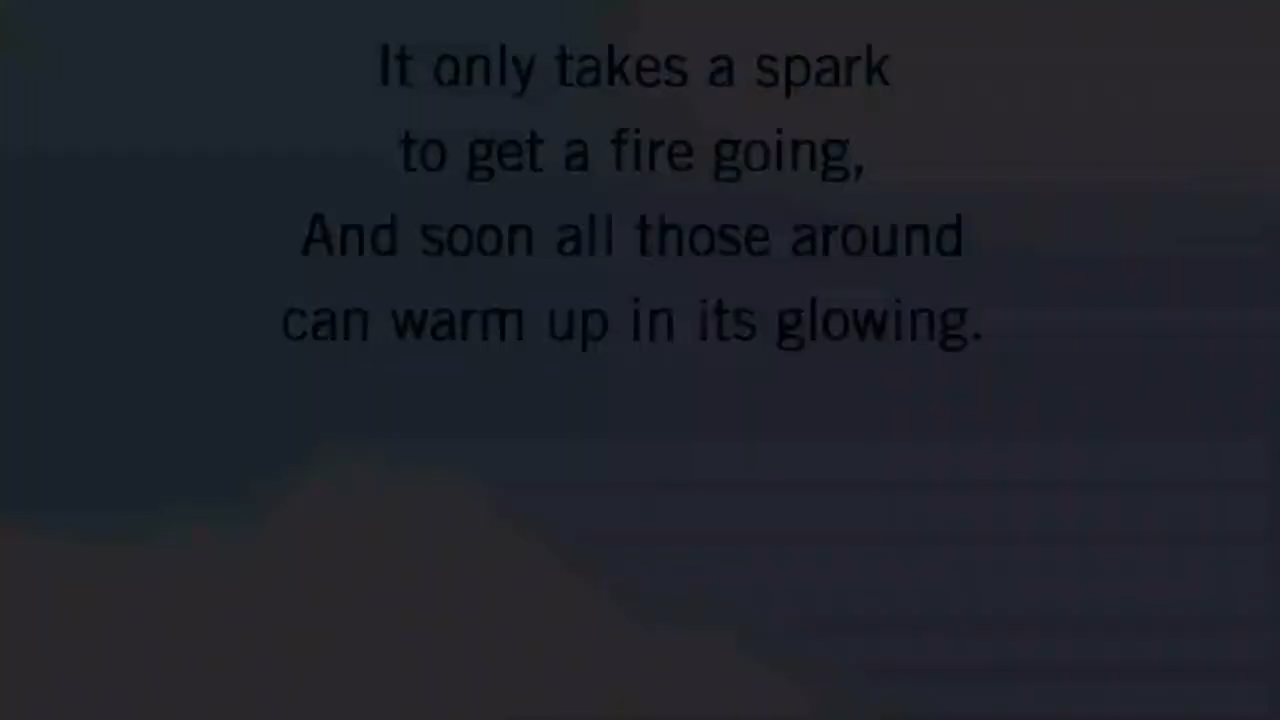 It only takes a spark
to get a fire going,
And soon all those around
can warm up in its glowing.